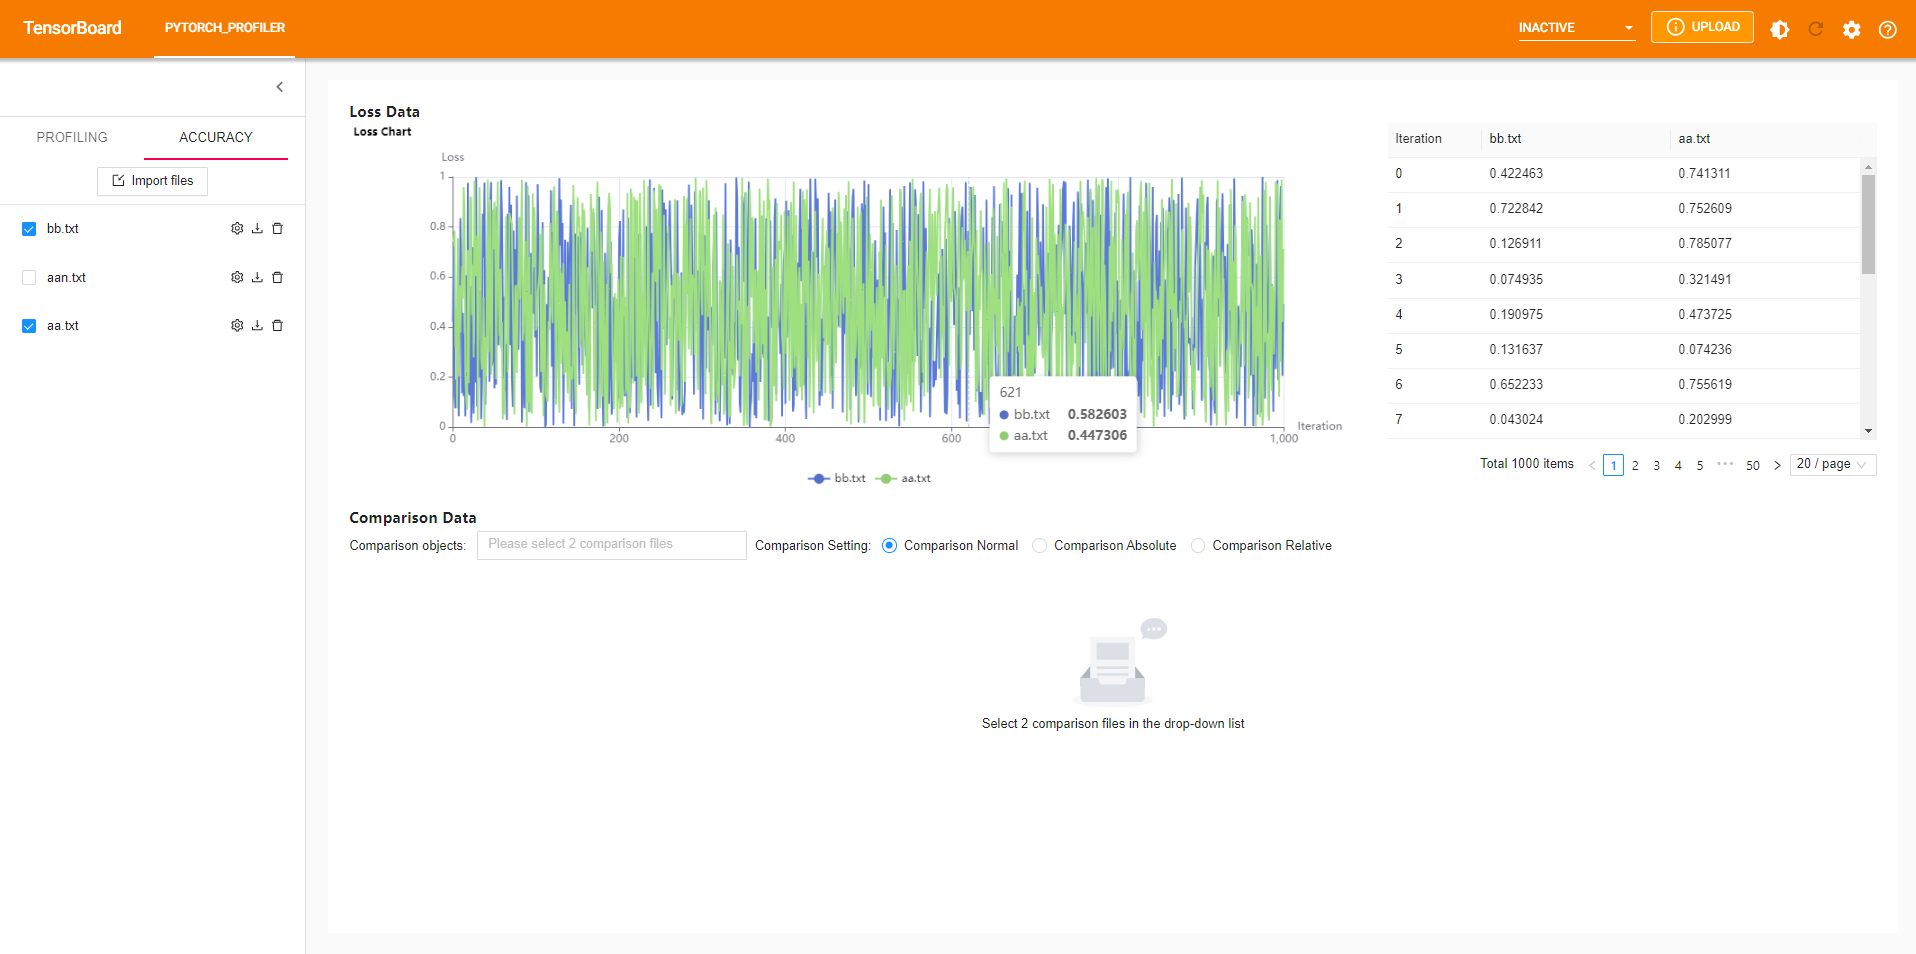 TensorBoard PYTORCH_PROFILER INACTIVE UPLOAD
PROFILING ACCURACY
Import files
bb.txt
aan.txt
aa.txt
Loss Data
Loss Chart
Loss
1
0.8
0.6
0.4
0.2
0
0 200 400 600 1,000
Iteration
621
bb.txt 0.582603
aa.txt 0.447306
bb.txt aa.txt
Iteration bb.txt aa.txt
0 0.422463 0.741311
1 0.722842 0.752609
2 0.126911 0.785077
3 0.074935 0.321491
4 0.190975 0.473725
5 0.131637 0.074236
6 0.652233 0.755619
7 0.043024 0.202999
Total 1000 items 1 2 3 4 5 ••• 50 20 / page
Comparison Data
Comparison objects: Please select 2 comparison files Comparison Setting: Comparison Normal Comparison Absolute Comparison Relative
Select 2 comparison files in the drop-down list